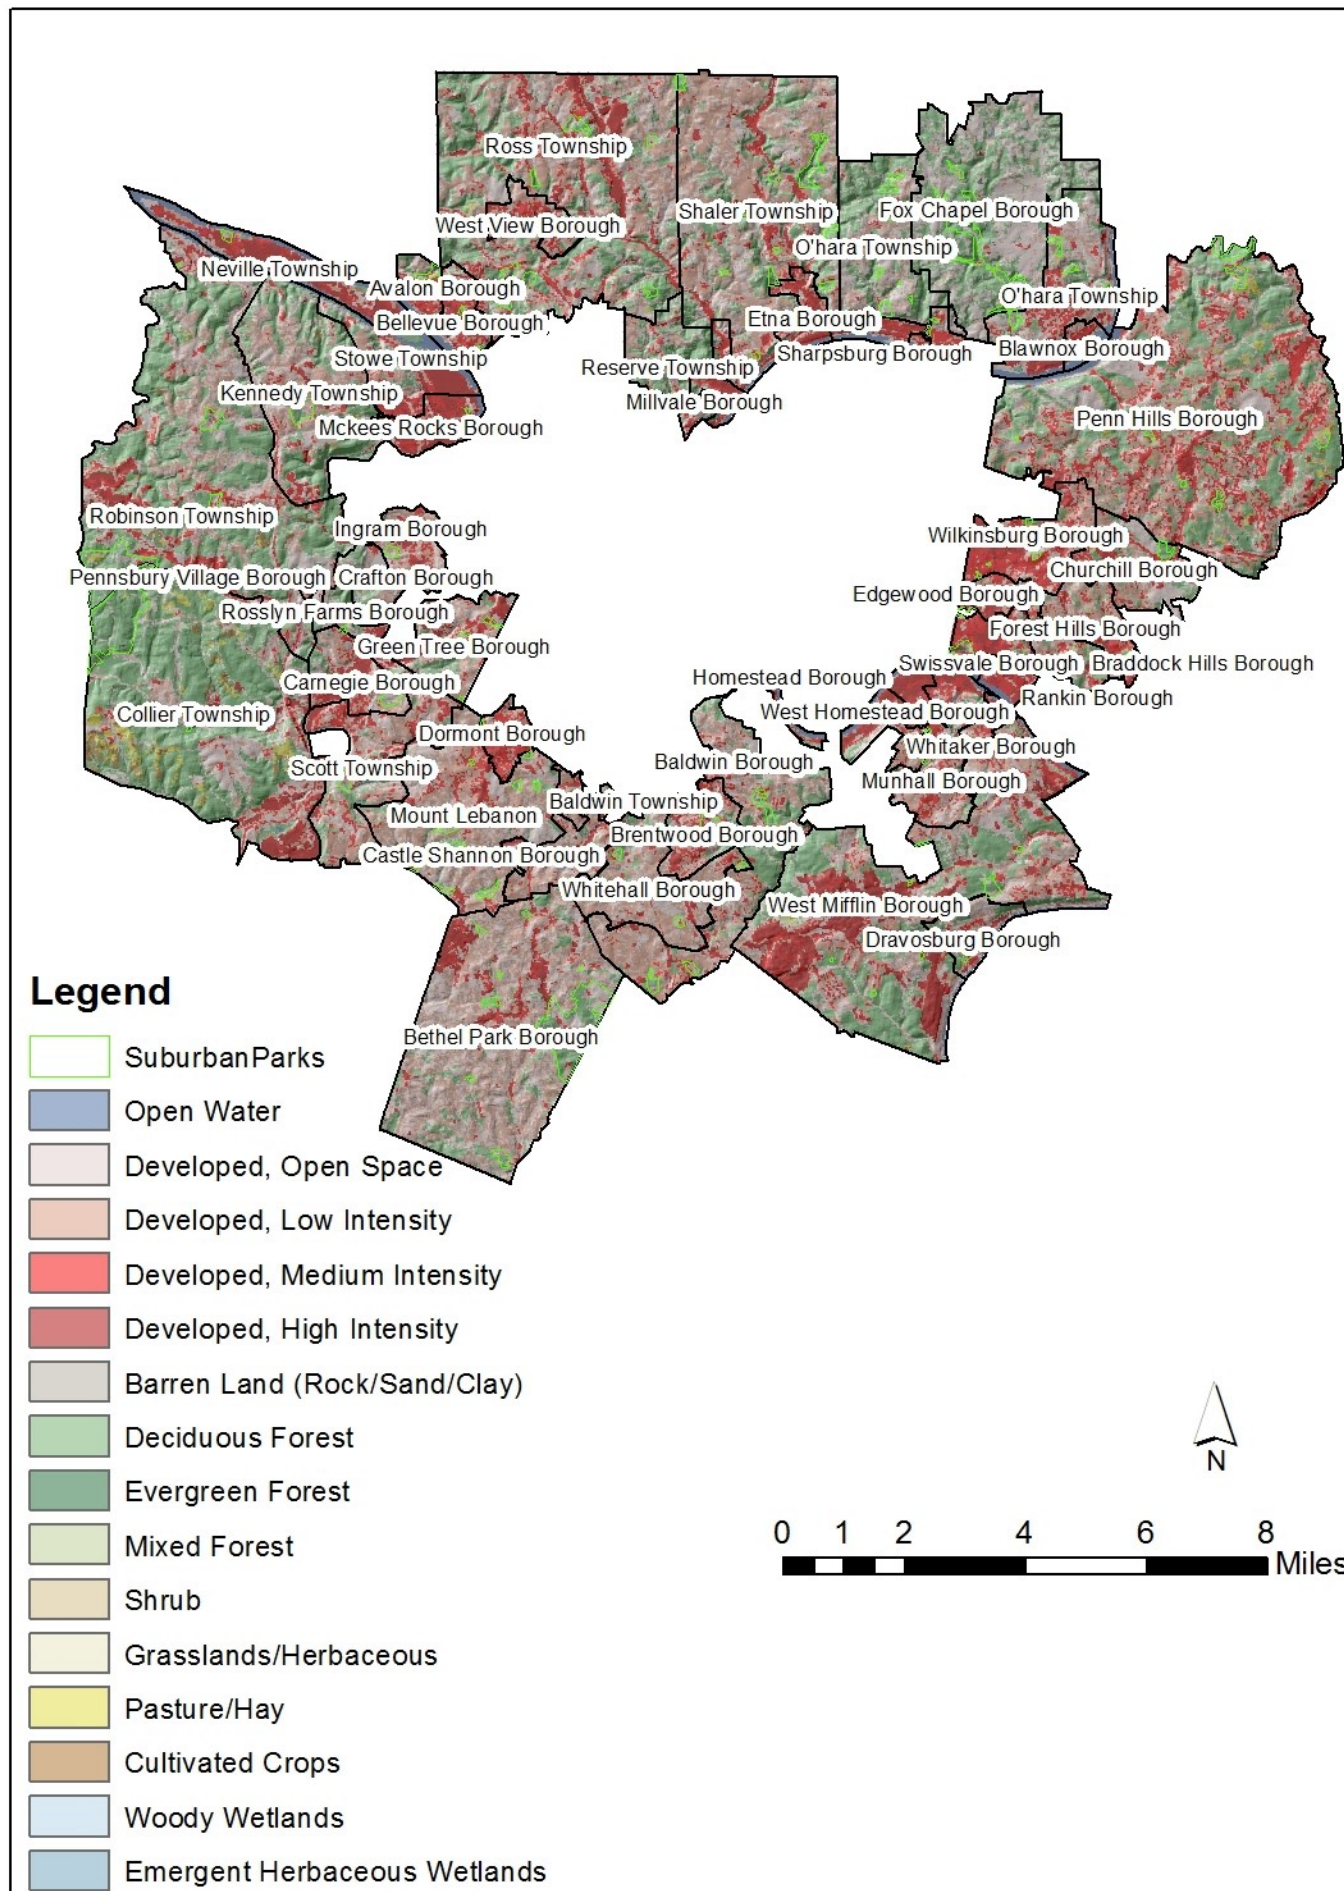 Ross Township
Shaler Township
Fox Chapel Borough
West View Borough
O'hara Township
Neville Township
Avalon Borough
O'hara Township
Bellevue Borough
Etna Borough
Stowe Township
Sharpsburg Borough
Blawnox Borough
Reserve Township
Kennedy Township
Millvale Borough
Penn Hills Borough
Mckees Rocks Borough
Robinson Township
Ingram Borough
Wilkinsburg Borough
Pennsbury Village Borough
Crafton Borough
Churchill Borough
Edgewood Borough
Rosslyn Farms Borough
Forest Hills Borough
Green Tree Borough
Swissvale Borough
Braddock Hills Borough
Homestead Borough
Carnegie Borough
Rankin Borough
Collier Township
West Homestead Borough
Dormont Borough
Whitaker Borough
Scott Township
Baldwin Borough
Munhall Borough
Baldwin Township
Mount Lebanon
Brentwood Borough
Castle Shannon Borough
Whitehall Borough
West Mifflin Borough
Dravosburg Borough
Bethel Park Borough
Legend
SuburbanParks
Open Water
Developed, Open Space
Developed, Low Intensity
Developed, Medium Intensity
Developed, High Intensity
Barren Land (Rock/Sand/Clay)
Deciduous Forest
Evergreen Forest
Mixed Forest
Shrub
Grasslands/Herbaceous
Pasture/Hay
Cultivated Crops
Woody Wetlands
Emergent Herbaceous Wetlands
N
0 1 2 4 6 8
Miles